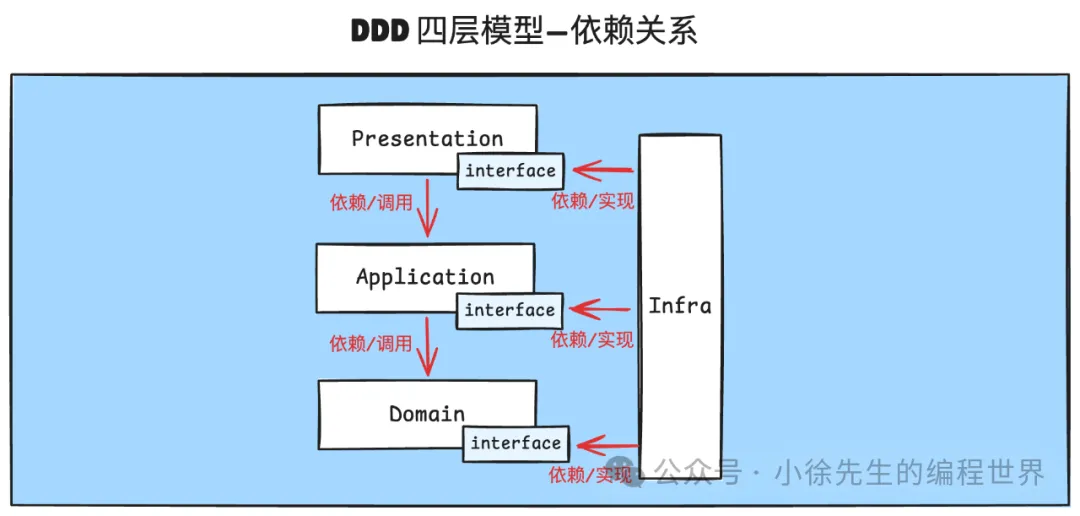 DDD 四层模型—依赖关系
Presentation
interface
依赖/调用
依赖/实现
Application
interface
Infra
依赖/调用
依赖/实现
Domain
interface
依赖/实现
公众号 · 小徐先生的编程世界